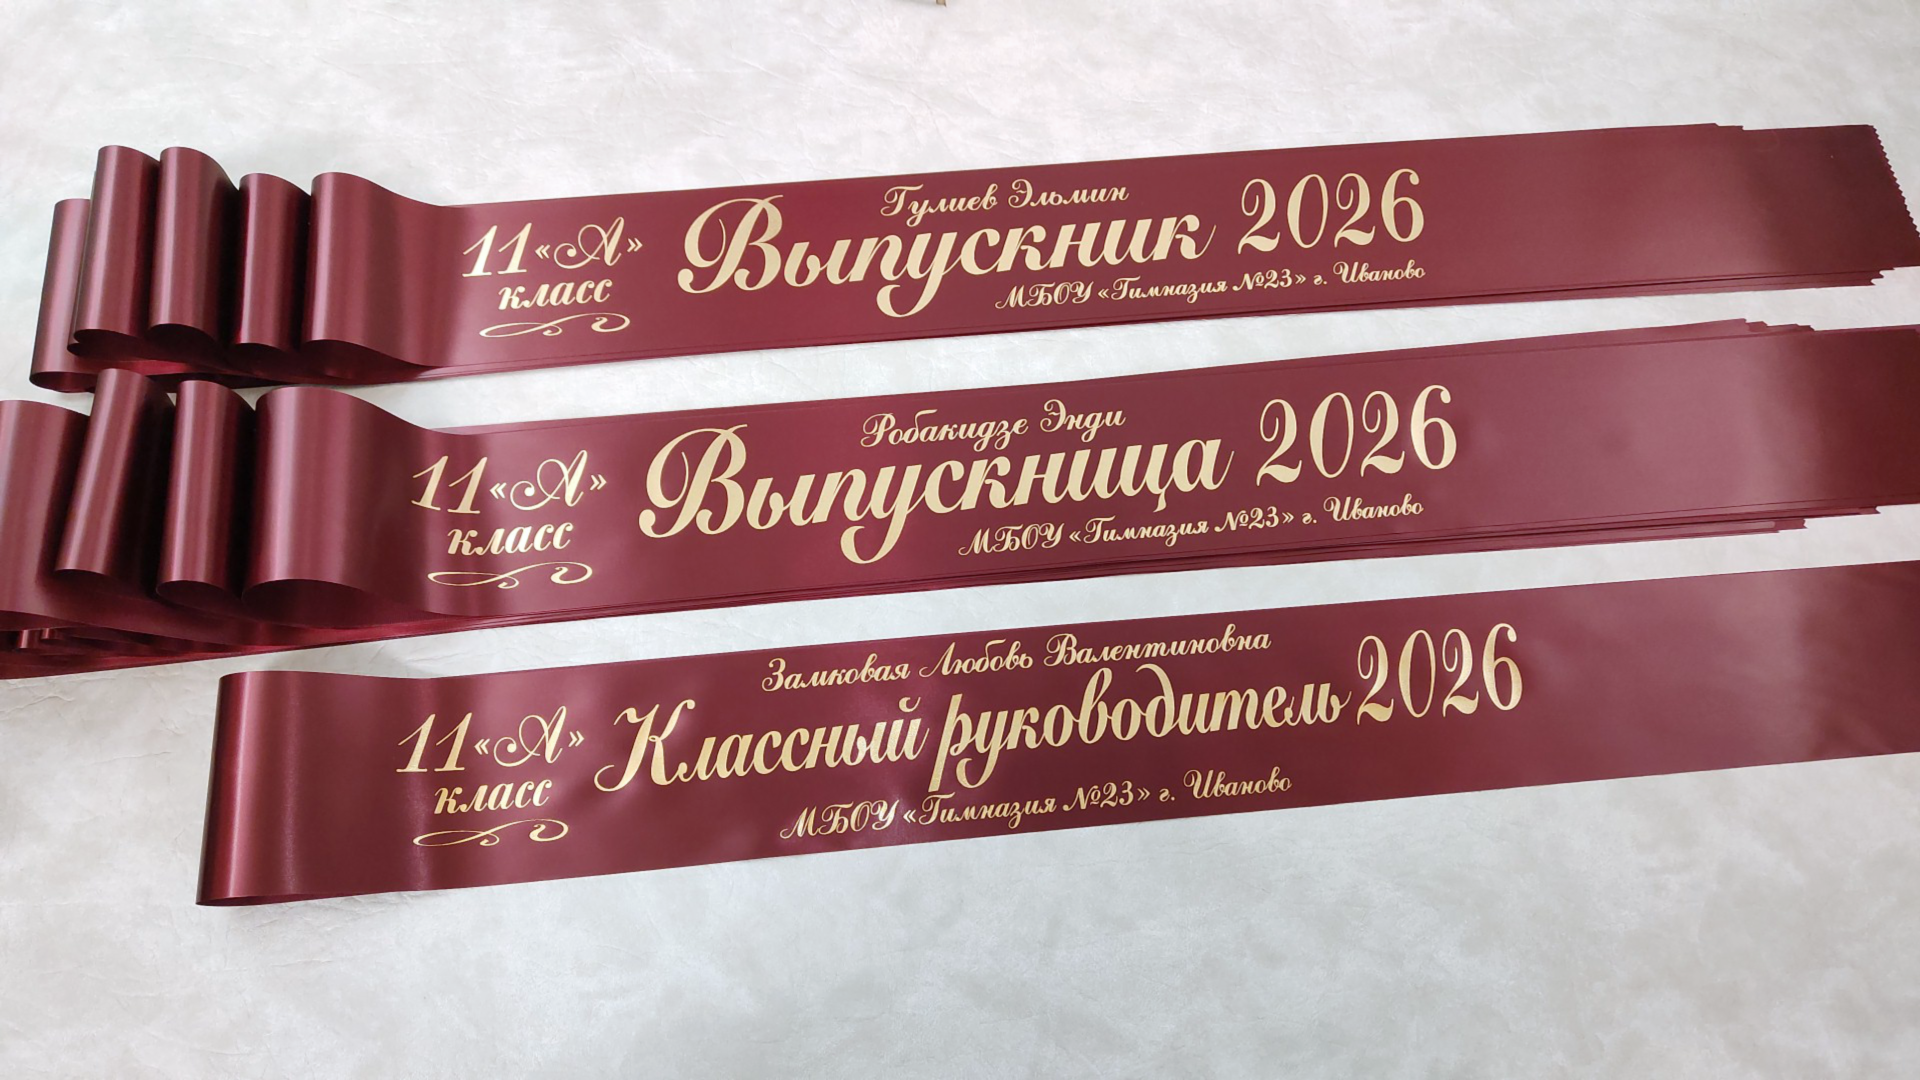 Гулиев Эльмин
11 «А» Выпускник 2026
класс
МБОУ «Гимназия №23» г. Иваново
Робакидзе Энди
11 «А» Выпускница 2026
класс
МБОУ «Гимназия №23» г. Иваново
Замковая Любовь Валентиновна
11 «А» Классный руководитель 2026
класс
МБОУ «Гимназия №23» г. Иваново